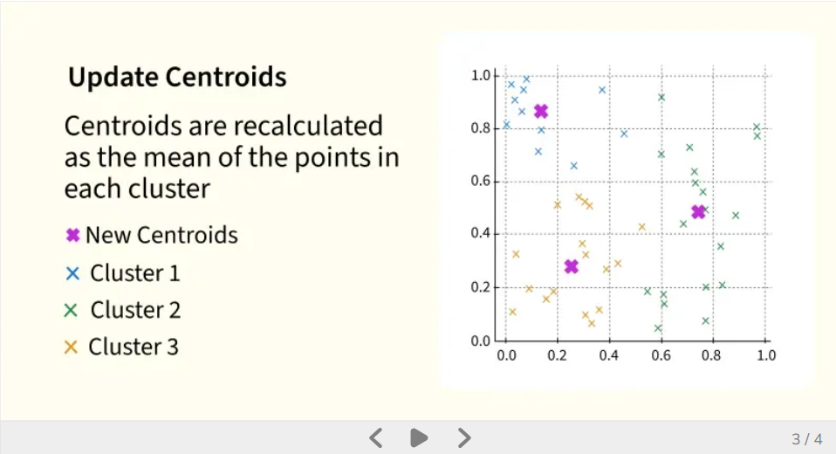 Update Centroids
Centroids are recalculated
as the mean of the points in
each cluster
New Centroids
Cluster 1
Cluster 2
Cluster 3
1.0
0.8
0.6
0.4
0.2
0.0
0.0 0.2 0.4 0.6 0.8 1.0
3 / 4